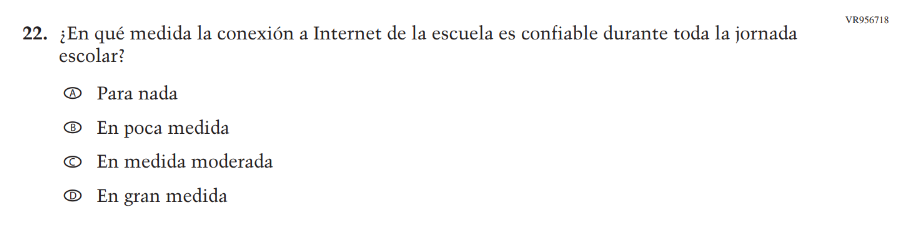 VR956718
22. ¿En qué medida la conexión a Internet de la escuela es confiable durante toda la jornada
escolar?
A Para nada
B En poca medida
C En medida moderada
D En gran medida